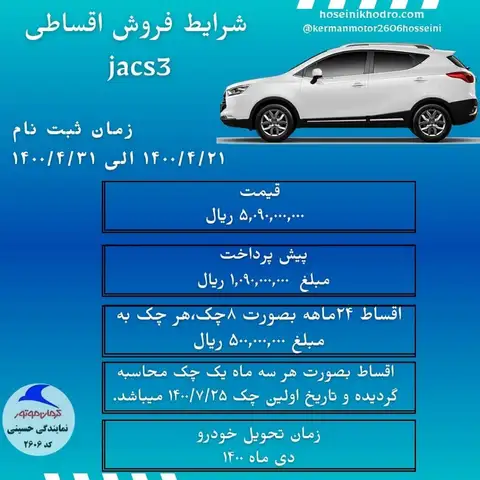 hoseinikhodro.com
@kermanmotor2606hosseini
شرایط فروش اقساطی
jacs3
زمان ثبت نام
۱۴۰۰/۴/۲۱ الی ۱۴۰۰/۴/۳۱
قیمت
۵,۰۹۰,۰۰۰,۰۰۰ ریال
پیش پرداخت
مبلغ ۱,۰۹۰,۰۰۰,۰۰۰ ریال
اقساط ۲۴ماهه بصورت ۸چک،هر چک به
مبلغ ۵۰۰,۰۰۰,۰۰۰ ریال
اقساط بصورت هر سه ماه یک چک محاسبه
گردیده و تاریخ اولین چک ۱۴۰۰/۷/۲۵ میباشد.
زمان تحویل خودرو
دی ماه ۱۴۰۰
کرمان موتور
نمایندگی حسینی
کد ۲۶۰۶